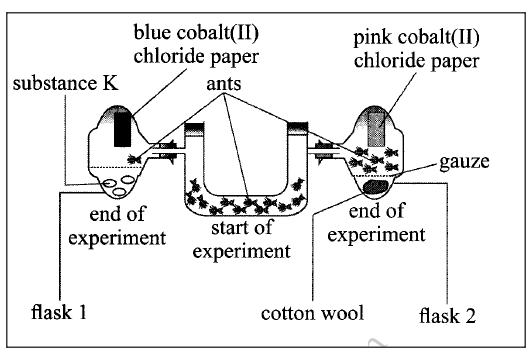 blue cobalt(II)
chloride paper
pink cobalt(II)
chloride paper
substance K
ants
gauze
end of
experiment
start of
experiment
end of
experiment
flask 1
cotton wool
flask 2